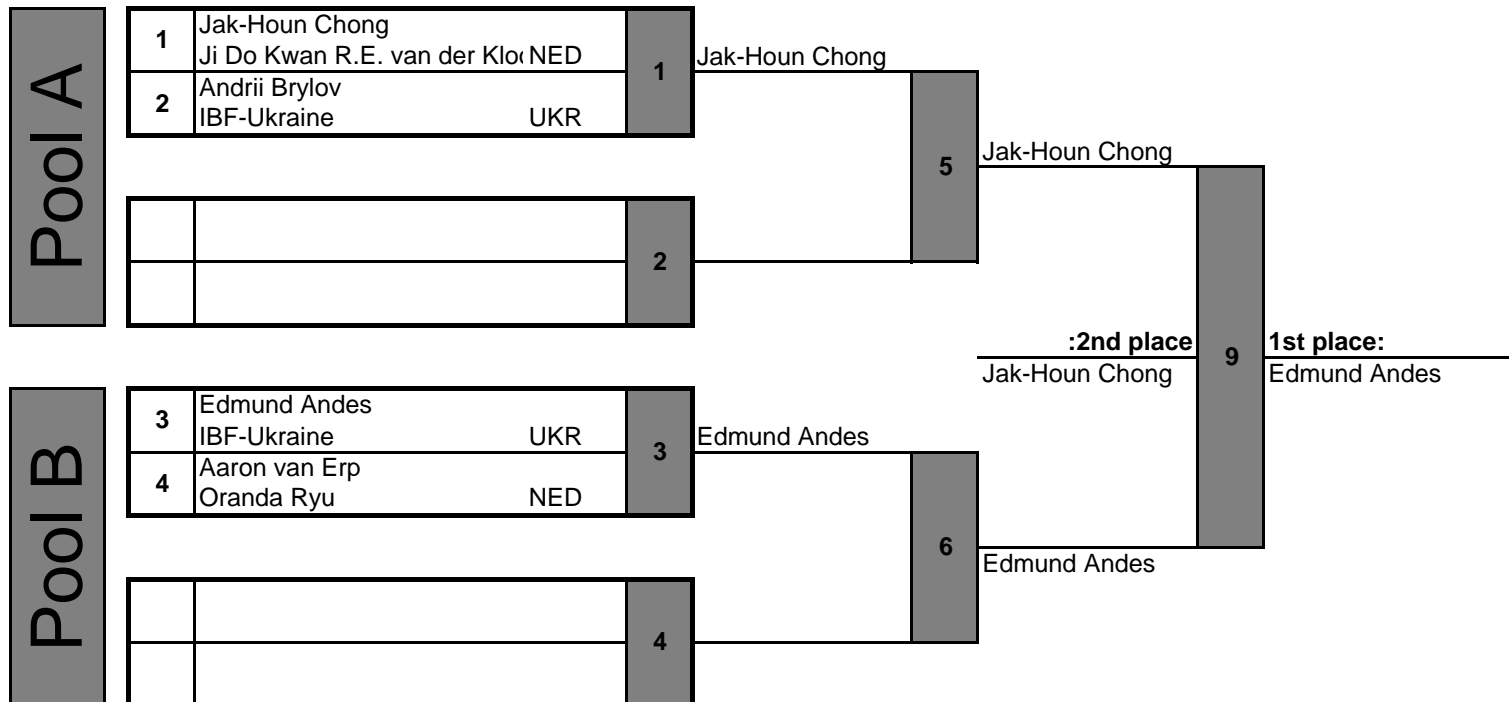 Pool A
1
Jak-Houn Chong
Ji Do Kwan R.E. van der Kloo NED
2
Andrii Brylov
IBF-Ukraine UKR
1
Jak-Houn Chong
2
5
Jak-Houn Chong
Pool B
3
Edmund Andes
IBF-Ukraine UKR
4
Aaron van Erp
Oranda Ryu NED
3
Edmund Andes
4
6
Edmund Andes
:2nd place
Jak-Houn Chong
9
1st place:
Edmund Andes